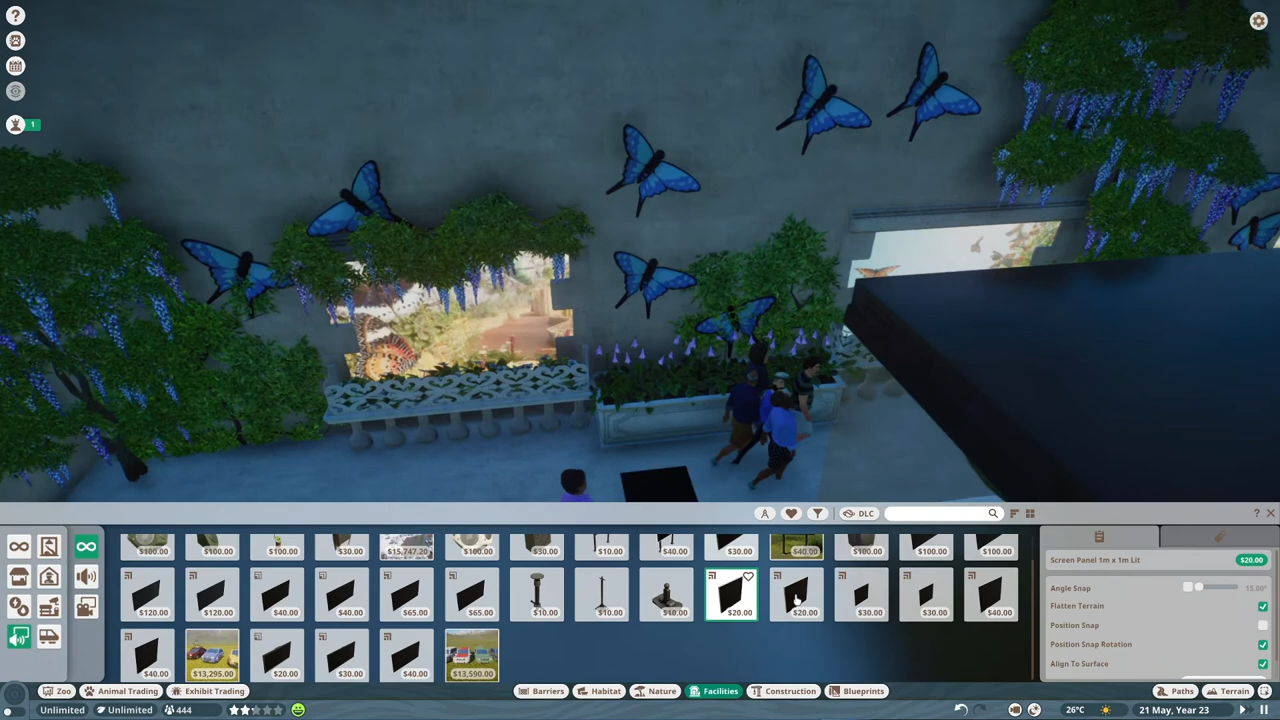 ?
1
DLC
? ×
$100.00 $100.00 $100.00 $30.00 $15,747.20 $100.00 $30.00 $10.00 $40.00 $30.00 $40.00 $100.00 $100.00 $100.00
Screen Panel 1m x 1m Lit $20.00
$120.00 $120.00 $40.00 $40.00 $65.00 $65.00 $10.00 $10.00 $10.00 $20.00 $20.00 $30.00 $30.00 $40.00
Angle Snap 15.00°
Flatten Terrain
Position Snap
Position Snap Rotation
Align To Surface
$40.00 $13,295.00 $20.00 $30.00 $40.00 $13,590.00
Zoo Animal Trading Exhibit Trading Barriers Habitat Nature Facilities Construction Blueprints Paths Terrain
Unlimited Unlimited 444 26°C 21 May, Year 23